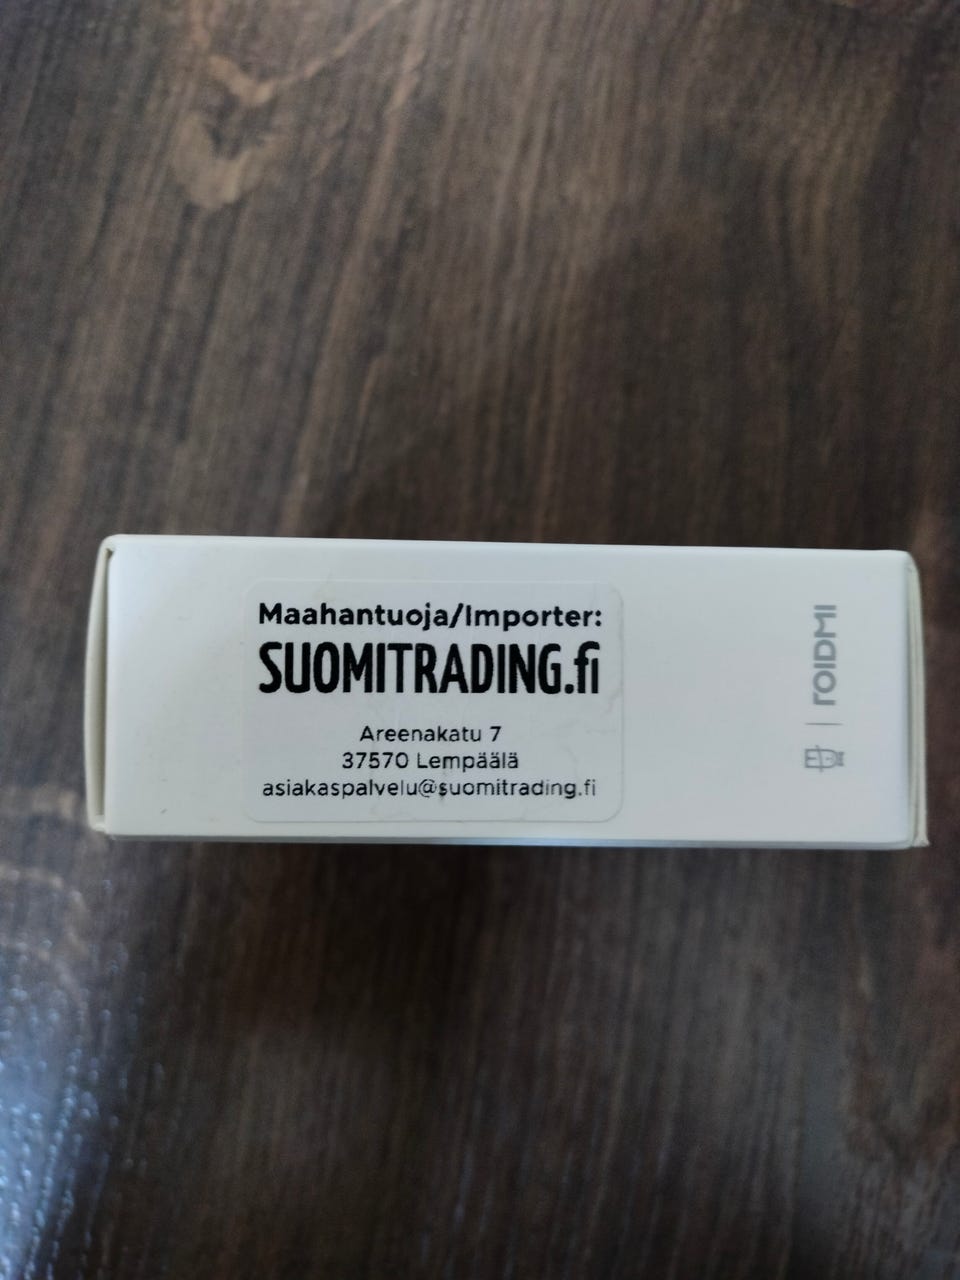 Maahantuoja/Importer:
SUOMITRADING.fi
Areenakatu 7
37570 Lempäälä
asiakaspalvelu@suomitrading.fi
ROIDMI